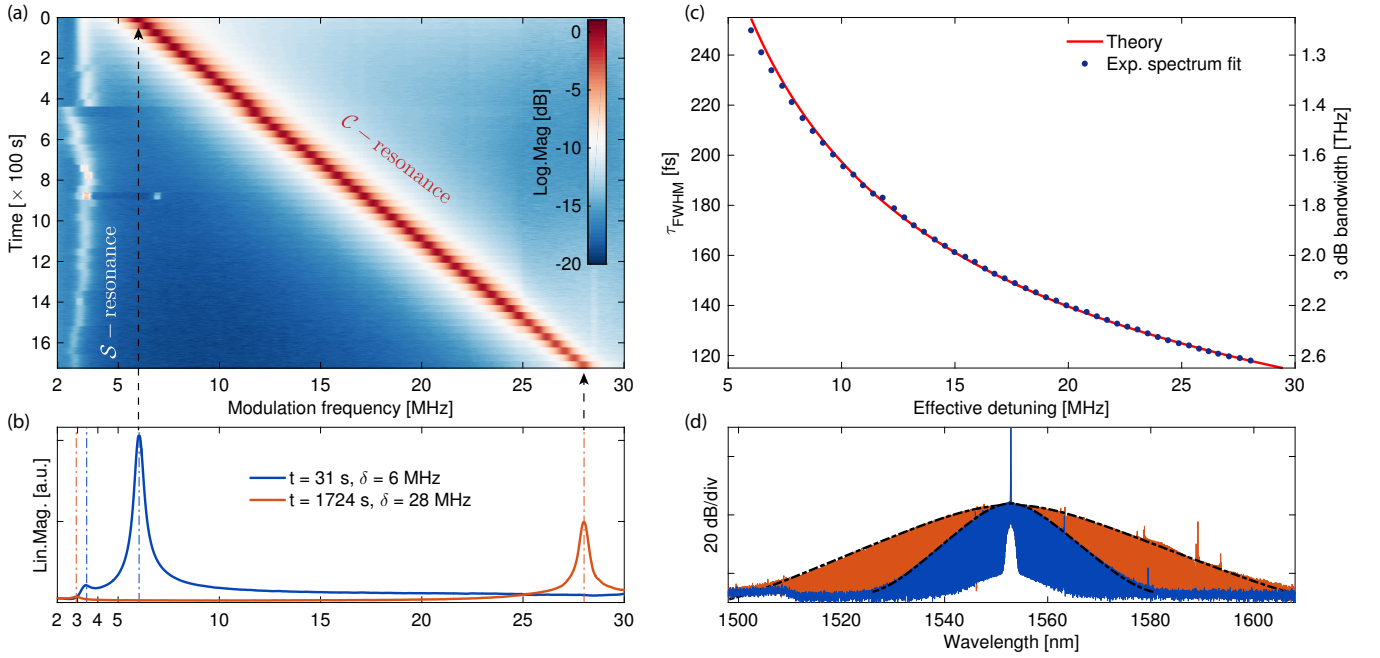 (a)
0
2
4
6
8
10
12
14
16
Time [× 100 s]
2
5
10
15
20
25
30
Modulation frequency [MHz]
S − resonance
C − resonance
Log.Mag [dB]
0
-5
-10
-15
-20
(b)
Lin.Mag. [a.u.]
t = 31 s, δ = 6 MHz
t = 1724 s, δ = 28 MHz
2 3 4 5 10 15 20 25 30
(c)
240
220
200
180
160
140
120
τFWHM [fs]
Theory
Exp. spectrum fit
1.3
1.4
1.6
1.8
2.0
2.2
2.6
3 dB bandwidth [THz]
5 10 15 20 25 30
Effective detuning [MHz]
(d)
20 dB/div
1500 1520 1540 1560 1580 1600
Wavelength [nm]